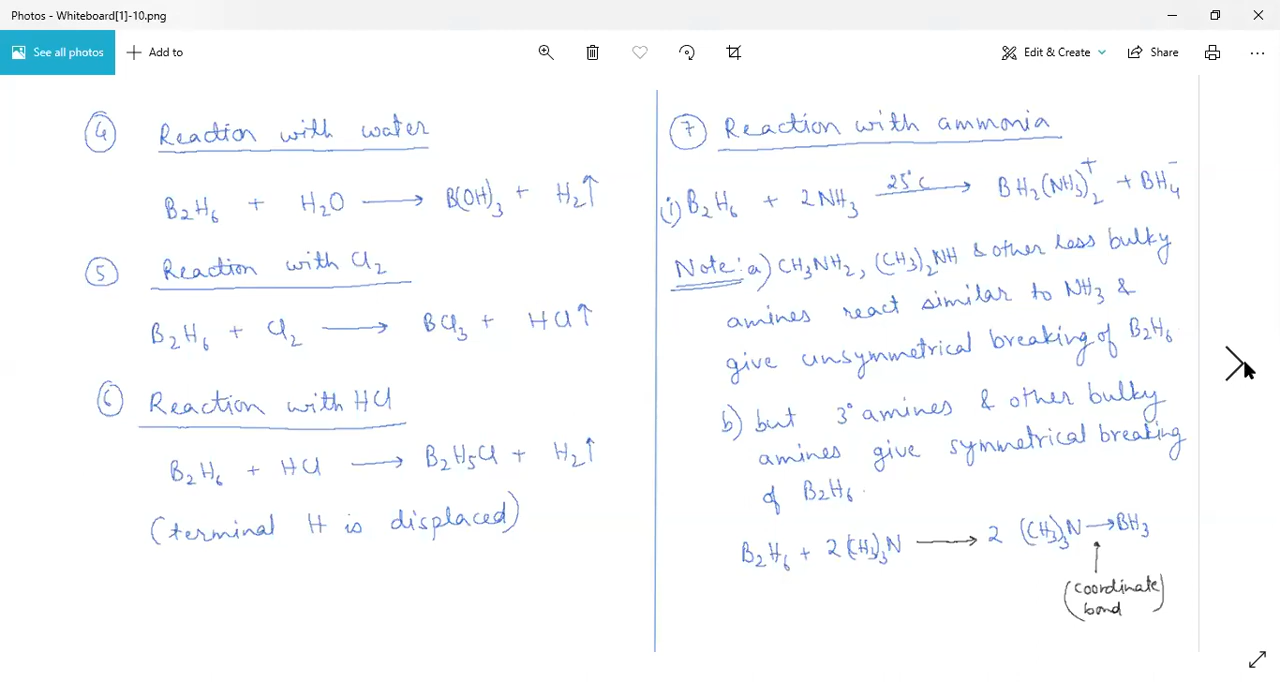 Photos - Whiteboard[1]-10.png
See all photos
Add to
Edit & Create
Share
4 Reaction with water
B₂H₆ + H₂O ⟶ B(OH)₃ + H₂↑
5 Reaction with Cl₂
B₂H₆ + Cl₂ ⟶ BCl₃ + HCl↑
6 Reaction with HCl
B₂H₆ + HCl ⟶ B₂H₅Cl + H₂↑
(terminal H is displaced)
7 Reaction with ammonia
(i) B₂H₆ + 2NH₃ 25°C ⟶ BH₂(NH₃)₂⁺ + BH₄⁻
Note: a) CH₃NH₂, (CH₃)₂NH & other less bulky
amines react similar to NH₃ &
give unsymmetrical breaking of B₂H₆.
b) but 3° amines & other bulky
amines give symmetrical breaking
of B₂H₆.
B₂H₆ + 2(CH₃)₃N ⟶ 2 (CH₃)₃N→BH₃
(coordinate
bond)